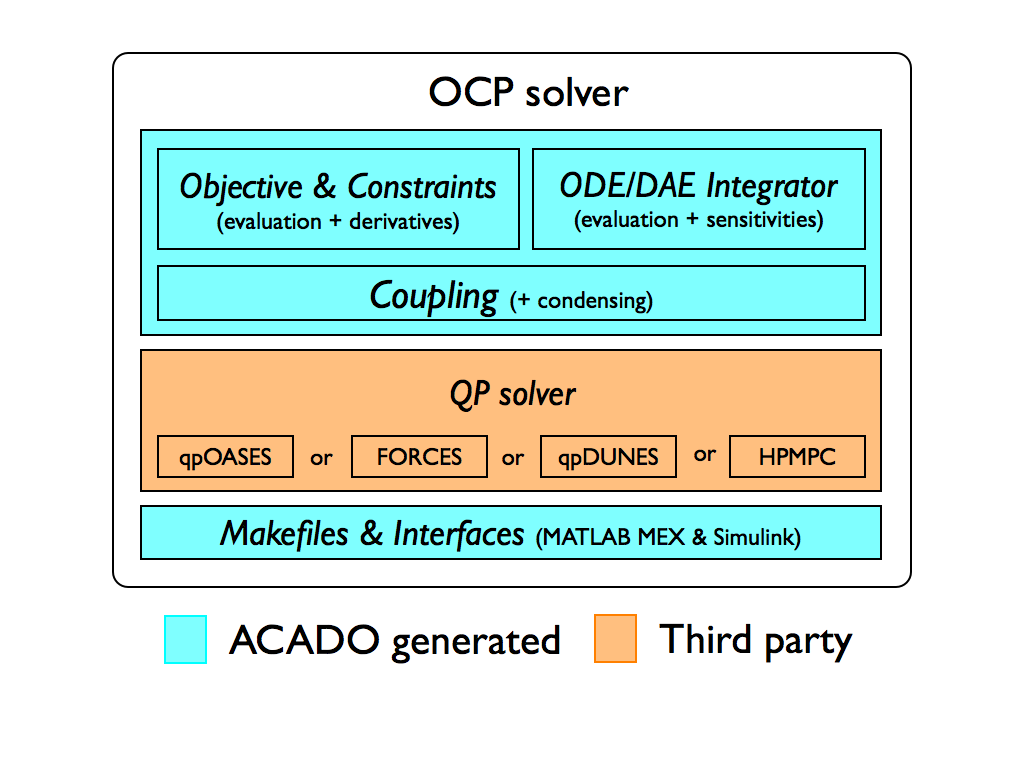 OCP solver
Objective & Constraints
(evaluation + derivatives)
ODE/DAE Integrator
(evaluation + sensitivities)
Coupling (+ condensing)
QP solver
qpOASES or FORCES or qpDUNES or HPMPC
Makefiles & Interfaces (MATLAB MEX & Simulink)
ACADO generated Third party